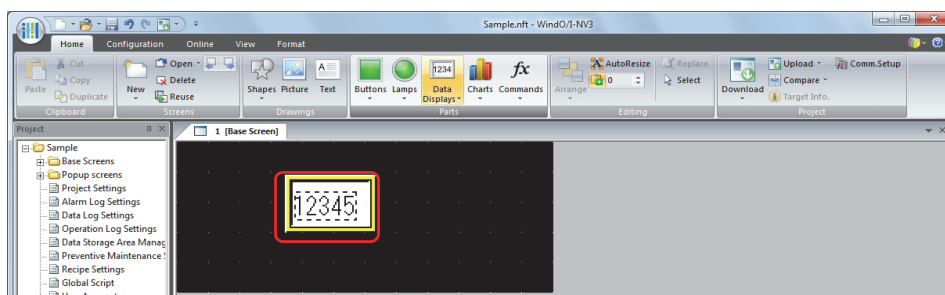 Sample.nft - WindO/I-NV3
Home Configuration Online View Format
Cut Open AutoResize Replace Upload Comm.Setup
Copy Delete 1234 fx 0 Select Compare
Paste Duplicate New Reuse Shapes Picture Text Buttons Lamps Data Displays Charts Commands Arrange Download Target Info.
Clipboard Screens Drawings Parts Editing Project
Project 1 [Base Screen]
Sample
Base Screens
Popup screens
Project Settings
Alarm Log Settings
Data Log Settings
Operation Log Settings
Data Storage Area Manag
Preventive Maintenance
Recipe Settings
Global Script
12345